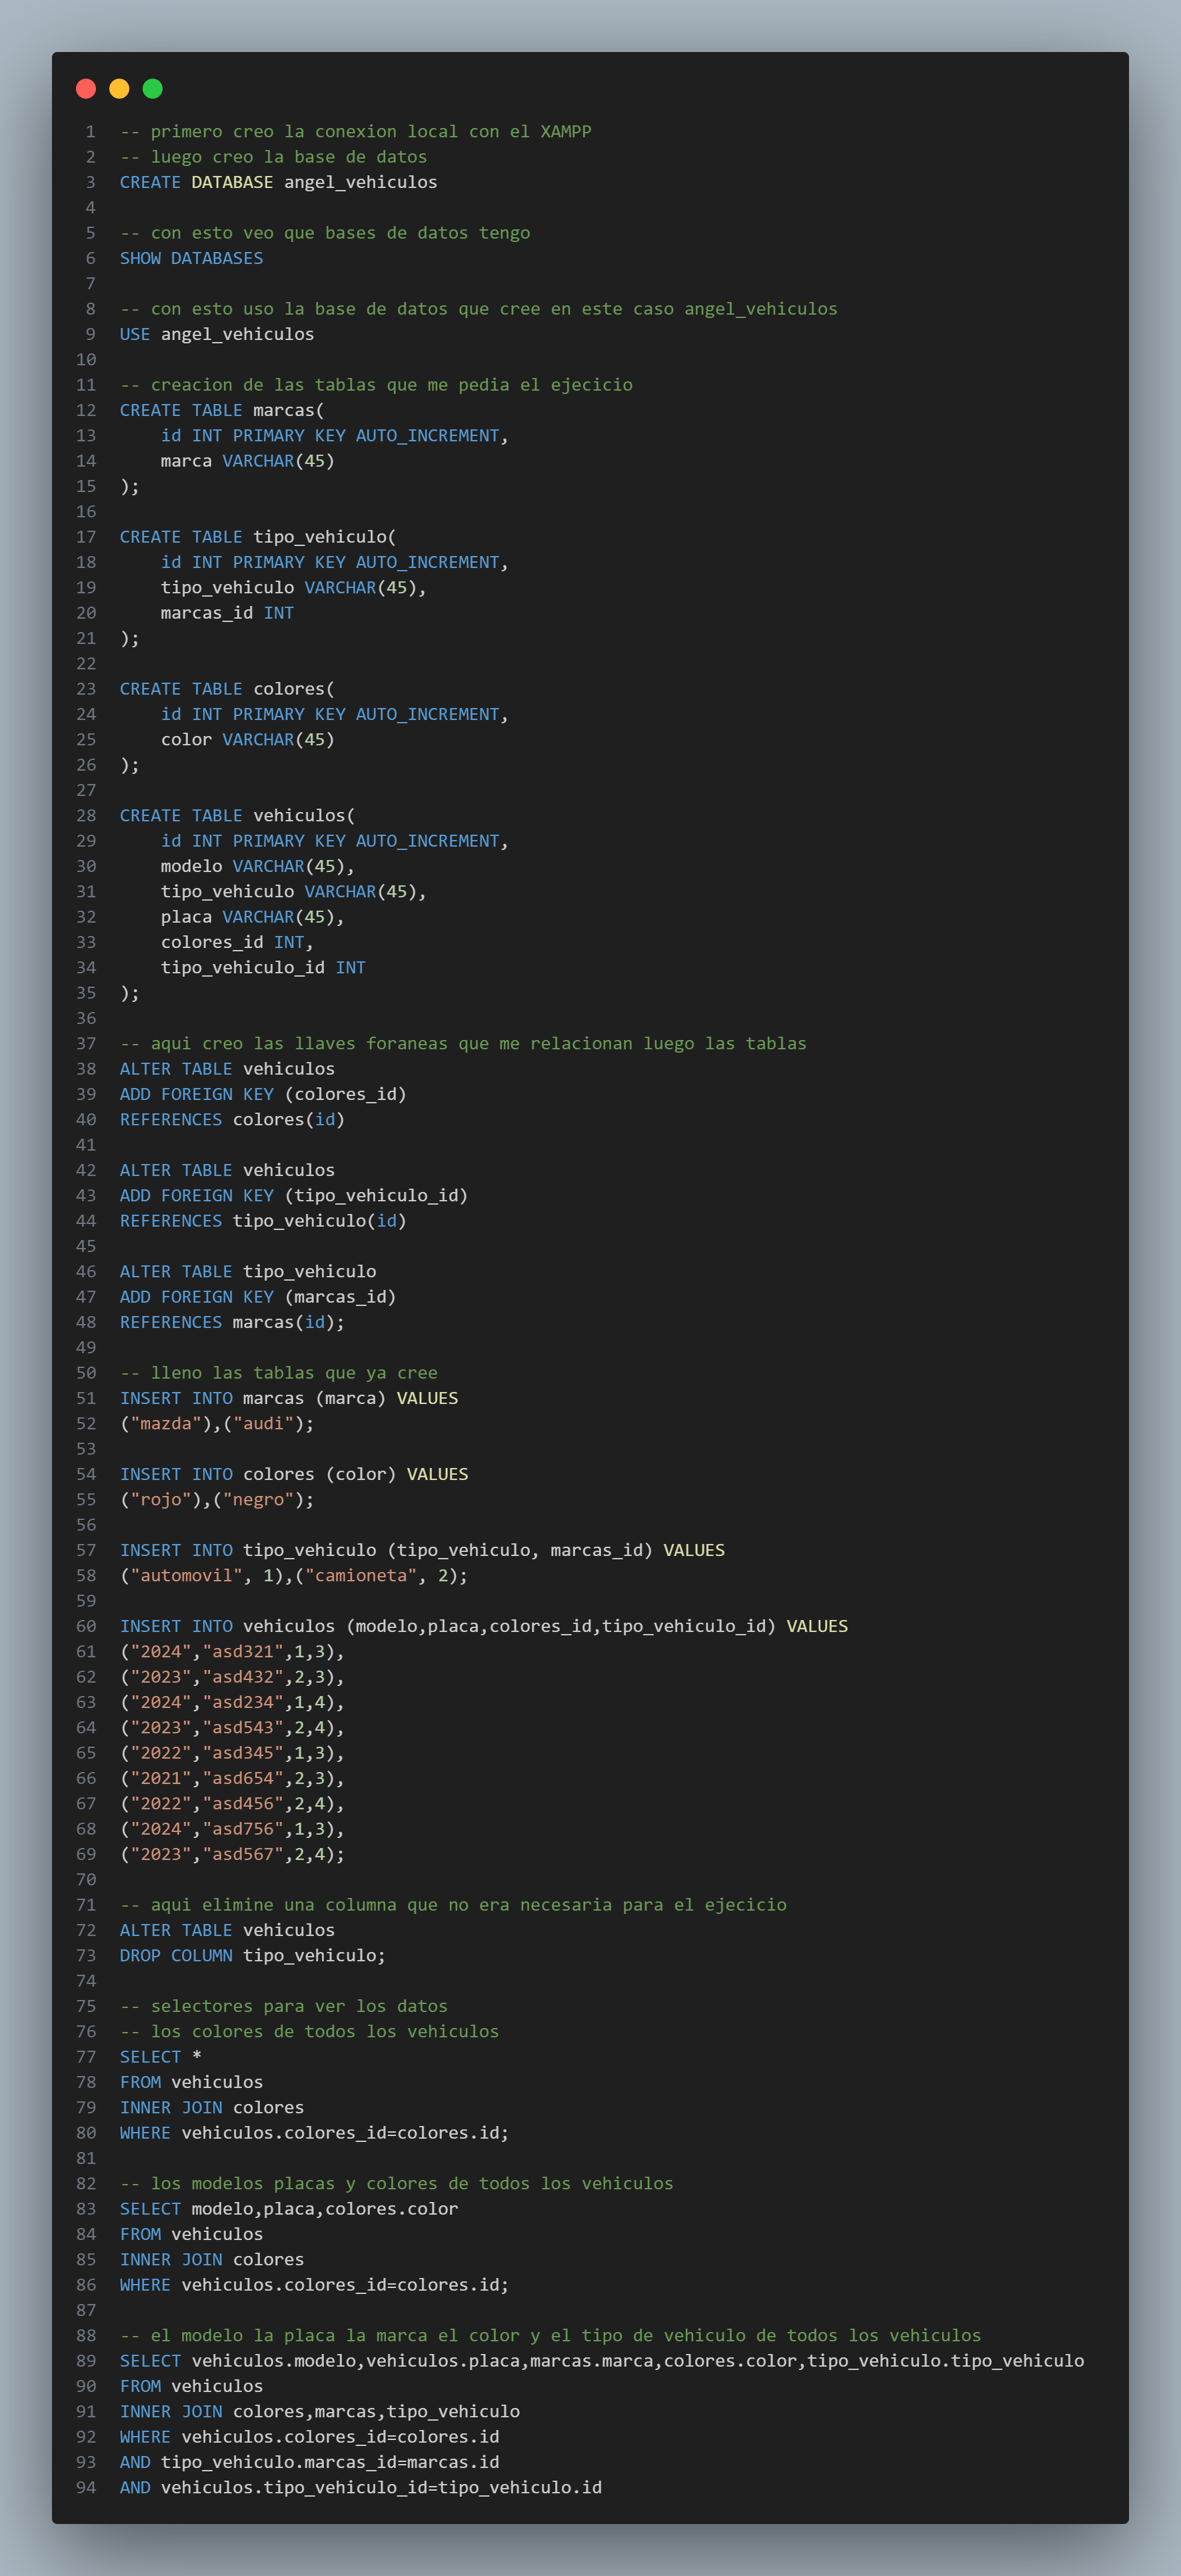 1 -- primero creo la conexion local con el XAMPP
2 -- luego creo la base de datos
3 CREATE DATABASE angel_vehiculos
4
5 -- con esto veo que bases de datos tengo
6 SHOW DATABASES
7
8 -- con esto uso la base de datos que cree en este caso angel_vehiculos
9 USE angel_vehiculos
10
11 -- creacion de las tablas que me pedia el ejecicio
12 CREATE TABLE marcas(
13     id INT PRIMARY KEY AUTO_INCREMENT,
14     marca VARCHAR(45)
15 );
16
17 CREATE TABLE tipo_vehiculo(
18     id INT PRIMARY KEY AUTO_INCREMENT,
19     tipo_vehiculo VARCHAR(45),
20     marcas_id INT
21 );
22
23 CREATE TABLE colores(
24     id INT PRIMARY KEY AUTO_INCREMENT,
25     color VARCHAR(45)
26 );
27
28 CREATE TABLE vehiculos(
29     id INT PRIMARY KEY AUTO_INCREMENT,
30     modelo VARCHAR(45),
31     tipo_vehiculo VARCHAR(45),
32     placa VARCHAR(45),
33     colores_id INT,
34     tipo_vehiculo_id INT
35 );
36
37 -- aqui creo las llaves foraneas que me relacionan luego las tablas
38 ALTER TABLE vehiculos
39 ADD FOREIGN KEY (colores_id)
40 REFERENCES colores(id)
41
42 ALTER TABLE vehiculos
43 ADD FOREIGN KEY (tipo_vehiculo_id)
44 REFERENCES tipo_vehiculo(id)
45
46 ALTER TABLE tipo_vehiculo
47 ADD FOREIGN KEY (marcas_id)
48 REFERENCES marcas(id);
49
50 -- lleno las tablas que ya cree
51 INSERT INTO marcas (marca) VALUES
52 ("mazda"),("audi");
53
54 INSERT INTO colores (color) VALUES
55 ("rojo"),("negro");
56
57 INSERT INTO tipo_vehiculo (tipo_vehiculo, marcas_id) VALUES
58 ("automovil", 1),("camioneta", 2);
59
60 INSERT INTO vehiculos (modelo,placa,colores_id,tipo_vehiculo_id) VALUES
61 ("2024","asd321",1,3),
62 ("2023","asd432",2,3),
63 ("2024","asd234",1,4),
64 ("2023","asd543",2,4),
65 ("2022","asd345",1,3),
66 ("2021","asd654",2,3),
67 ("2022","asd456",2,4),
68 ("2024","asd756",1,3),
69 ("2023","asd567",2,4);
70
71 -- aqui elimine una columna que no era necesaria para el ejecicio
72 ALTER TABLE vehiculos
73 DROP COLUMN tipo_vehiculo;
74
75 -- selectores para ver los datos
76 -- los colores de todos los vehiculos
77 SELECT *
78 FROM vehiculos
79 INNER JOIN colores
80 WHERE vehiculos.colores_id=colores.id;
81
82 -- los modelos placas y colores de todos los vehiculos
83 SELECT modelo,placa,colores.color
84 FROM vehiculos
85 INNER JOIN colores
86 WHERE vehiculos.colores_id=colores.id;
87
88 -- el modelo la placa la marca el color y el tipo de vehiculo de todos los vehiculos
89 SELECT vehiculos.modelo,vehiculos.placa,marcas.marca,colores.color,tipo_vehiculo.tipo_vehiculo
90 FROM vehiculos
91 INNER JOIN colores,marcas,tipo_vehiculo
92 WHERE vehiculos.colores_id=colores.id
93 AND tipo_vehiculo.marcas_id=marcas.id
94 AND vehiculos.tipo_vehiculo_id=tipo_vehiculo.id